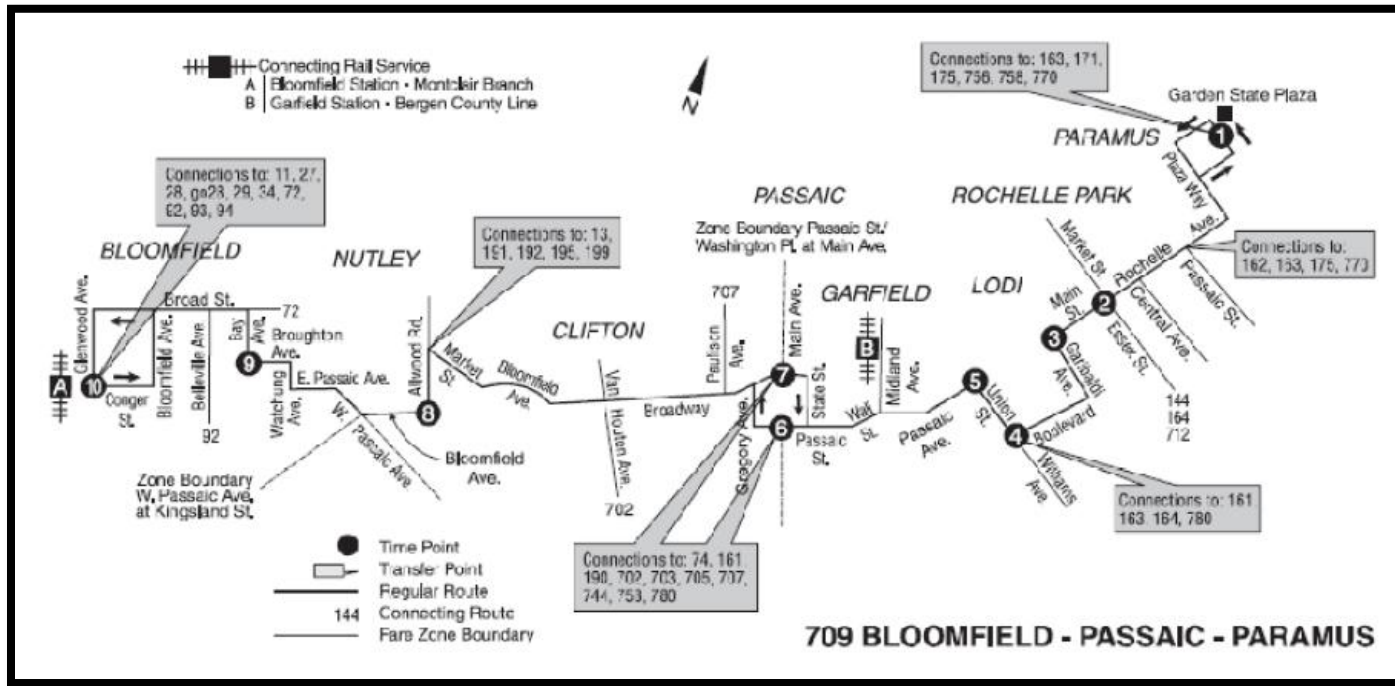 Connecting Rail Service
A Bloomfield Station • Montclair Branch
B Garfield Station • Bergen County Line
N
Connections to: 163, 171,
175, 756, 758, 770
Garden State Plaza
1
PARAMUS
Plaza Way
Connections to: 11, 27,
28, go28, 29, 34, 72,
92, 93, 94
BLOOMFIELD
NUTLEY
Connections to: 13,
191, 192, 195, 199
PASSAIC
Zone Boundary Passaic St./
Washington Pl. at Main Ave.
ROCHELLE PARK
Market St.
Rochelle
Ave.
Connections to:
162, 163, 175, 770
Passaic St.
Central Ave.
Essex St.
2
144
164
712
Main
St.
3
Garibaldi
Ave.
LODI
GARFIELD
B
Midland
Ave.
5
Union
St.
4
Boulevard
Williams
Ave.
Connections to: 161
163, 164, 780
Passaic
Ave.
Wall
St.
Passaic
St.
State St.
Main Ave.
7
6
Gregory Ave.
707
Paulison
Ave.
Broadway
CLIFTON
Van Houten Ave.
702
Bloomfield
Ave.
Market
St.
Allwood Rd.
8
Bloomfield
Ave.
W.
Passaic Ave.
E. Passaic Ave.
Watchung
Ave.
Broughton
Ave.
Bay
Ave.
9
72
Broad St.
Belleville Ave.
92
Bloomfield Ave.
Glenwood Ave.
A
10
Conger
St.
Zone Boundary
W. Passaic Ave.
at Kingsland St.
Connections to: 74, 161
190, 702, 703, 705, 707,
744, 758, 780
Time Point
Transfer Point
Regular Route
144 Connecting Route
Fare Zone Boundary
709 BLOOMFIELD - PASSAIC - PARAMUS